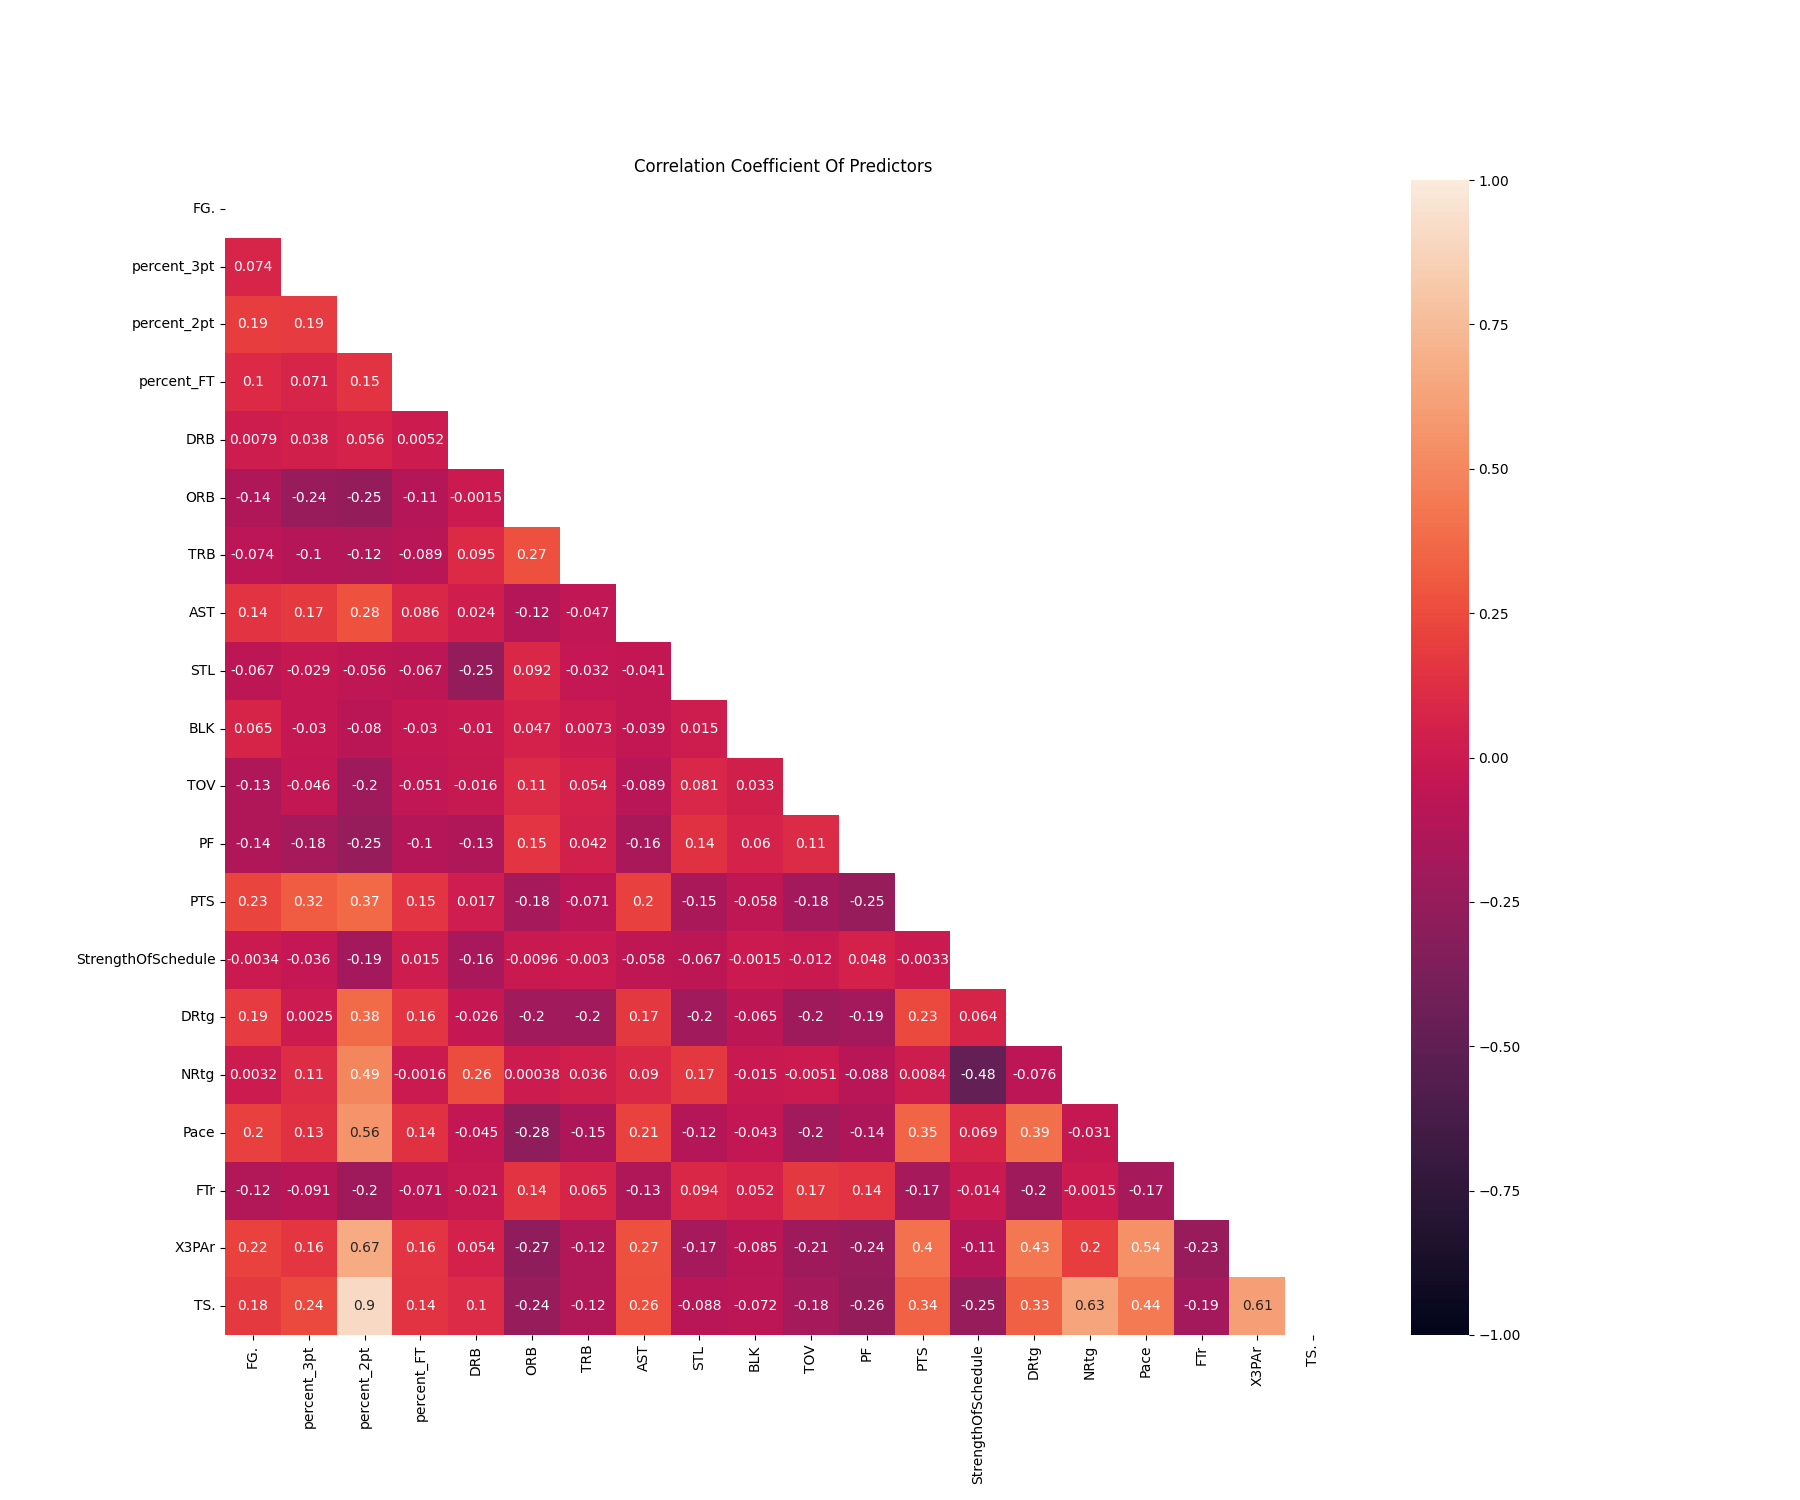 Correlation Coefficient Of Predictors
FG.
percent_3pt 0.074
percent_2pt 0.19 0.19
percent_FT 0.1 0.071 0.15
DRB 0.0079 0.038 0.056 0.0052
ORB -0.14 -0.24 -0.25 -0.11 -0.0015
TRB -0.074 -0.1 -0.12 -0.089 0.095 0.27
AST 0.14 0.17 0.28 0.086 0.024 -0.12 -0.047
STL -0.067 -0.029 -0.056 -0.067 -0.25 0.092 -0.032 -0.041
BLK 0.065 -0.03 -0.08 -0.03 -0.01 0.047 0.0073 -0.039 0.015
TOV -0.13 -0.046 -0.2 -0.051 -0.016 0.11 0.054 -0.089 0.081 0.033
PF -0.14 -0.18 -0.25 -0.1 -0.13 0.15 0.042 -0.16 0.14 0.06 0.11
PTS 0.23 0.32 0.37 0.15 0.017 -0.18 -0.071 0.2 -0.15 -0.058 -0.18 -0.25
StrengthOfSchedule -0.0034 -0.036 -0.19 0.015 -0.16 -0.0096 -0.003 -0.058 -0.067 -0.0015 -0.012 0.048 -0.0033
DRtg 0.19 0.0025 0.38 0.16 -0.026 -0.2 -0.2 0.17 -0.2 -0.065 -0.2 -0.19 0.23 0.064
NRtg 0.0032 0.11 0.49 -0.0016 0.26 0.00038 0.036 0.09 0.17 -0.015 -0.0051 -0.088 0.0084 -0.48 -0.076
Pace 0.2 0.13 0.56 0.14 -0.045 -0.28 -0.15 0.21 -0.12 -0.043 -0.2 -0.14 0.35 0.069 0.39 -0.031
FTr -0.12 -0.091 -0.2 -0.071 -0.021 0.14 0.065 -0.13 0.094 0.052 0.17 0.14 -0.17 -0.014 -0.2 -0.0015 -0.17
X3PAr 0.22 0.16 0.67 0.16 0.054 -0.27 -0.12 0.27 -0.17 -0.085 -0.21 -0.24 0.4 -0.11 0.43 0.2 0.54 -0.23
TS. 0.18 0.24 0.9 0.14 0.1 -0.24 -0.12 0.26 -0.088 -0.072 -0.18 -0.26 0.34 -0.25 0.33 0.63 0.44 -0.19 0.61
FG. percent_3pt percent_2pt percent_FT DRB ORB TRB AST STL BLK TOV PF PTS StrengthOfSchedule DRtg NRtg Pace FTr X3PAr TS.
1.00
0.75
0.50
0.25
0.00
−0.25
−0.50
−0.75
−1.00